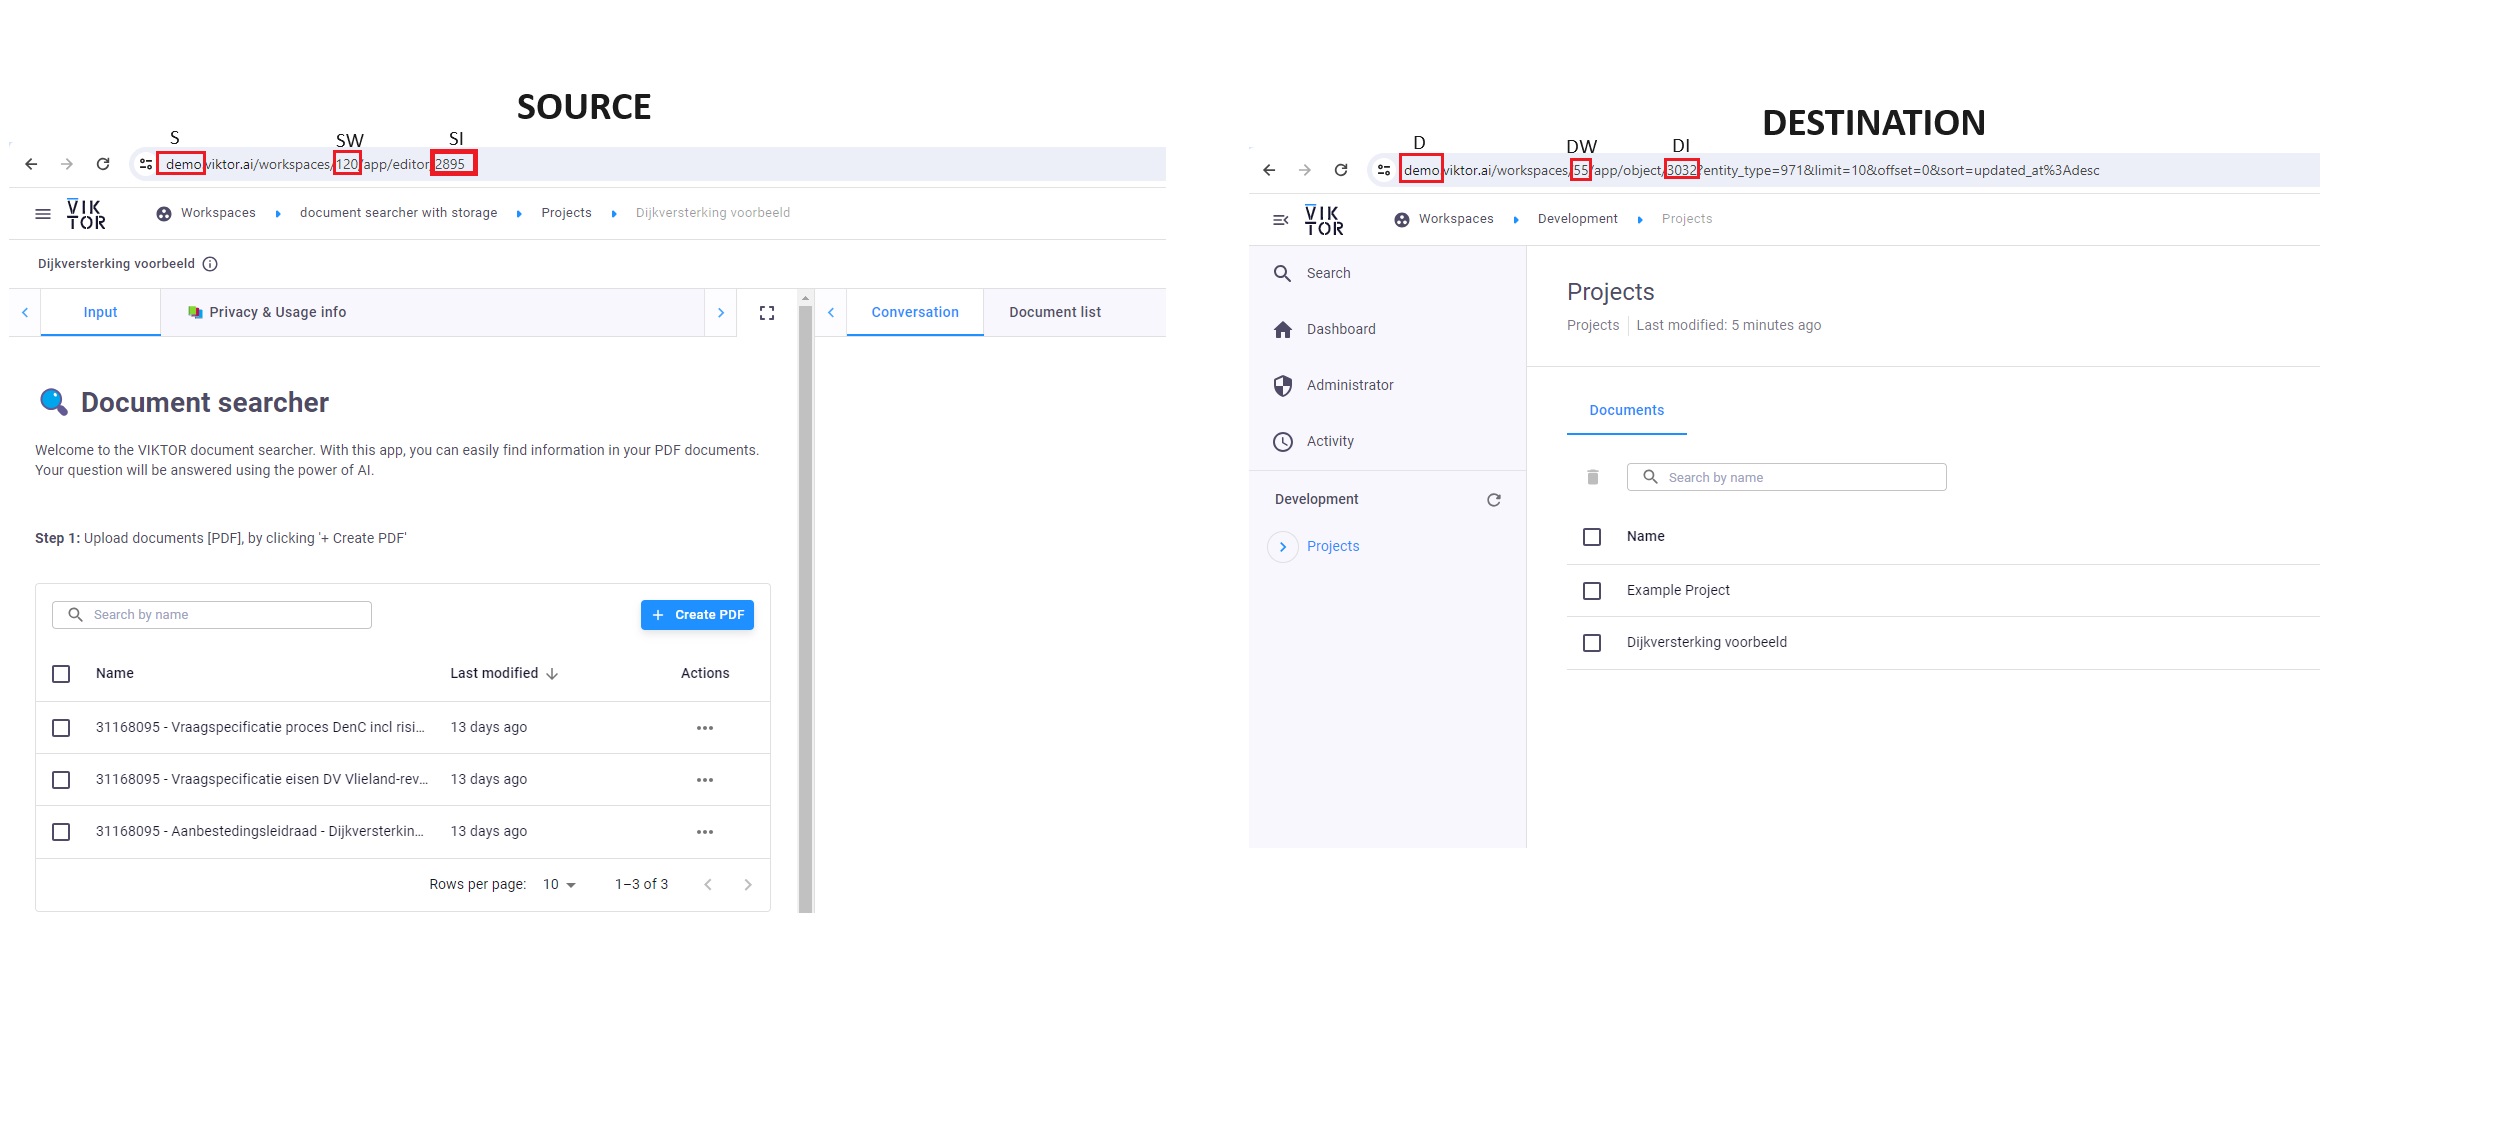 SOURCE
S
SW
SI
demo.viktor.ai/workspaces/120/app/editor/2895
VIK
TOR
Workspaces
document searcher with storage
Projects
Dijkversterking voorbeeld
Dijkversterking voorbeeld
Input
Privacy & Usage info
Conversation
Document list
Document searcher
Welcome to the VIKTOR document searcher. With this app, you can easily find information in your PDF documents.
Your question will be answered using the power of AI.
Step 1: Upload documents [PDF], by clicking '+ Create PDF'
Search by name
+ Create PDF
Name
Last modified
Actions
31168095 - Vraagspecificatie proces DenC incl risi...
13 days ago
31168095 - Vraagspecificatie eisen DV Vlieland-rev...
13 days ago
31168095 - Aanbestedingsleidraad - Dijkversterkin...
13 days ago
Rows per page:
10
1–3 of 3
DESTINATION
D
DW
DI
demo.viktor.ai/workspaces/55/app/object/3032?entity_type=971&limit=10&offset=0&sort=updated_at%3Adesc
VIK
TOR
Workspaces
Development
Projects
Search
Dashboard
Administrator
Activity
Development
Projects
Projects
Projects
Last modified: 5 minutes ago
Documents
Search by name
Name
Example Project
Dijkversterking voorbeeld